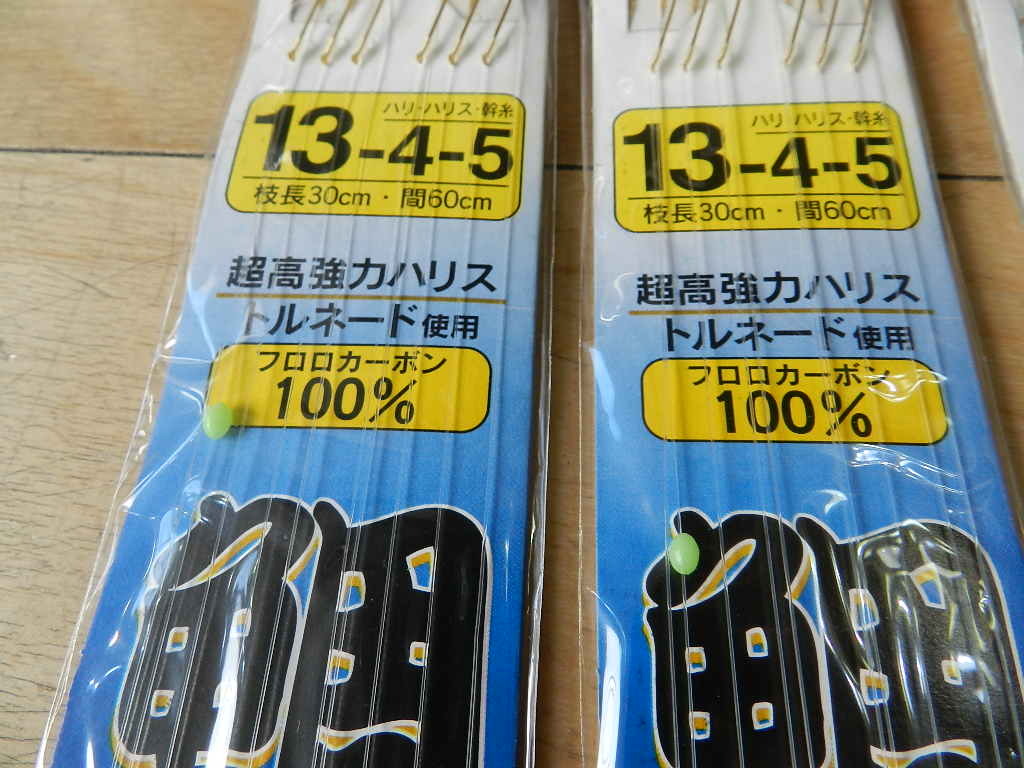 ハリ・ハリス・幹糸
13-4-5
枝長30cm・間60cm
超高強力ハリス
トルネード使用
フロロカーボン
100%
ハリ・ハリス・幹糸
13-4-5
枝長30cm・間60cm
超高強力ハリス
トルネード使用
フロロカーボン
100%